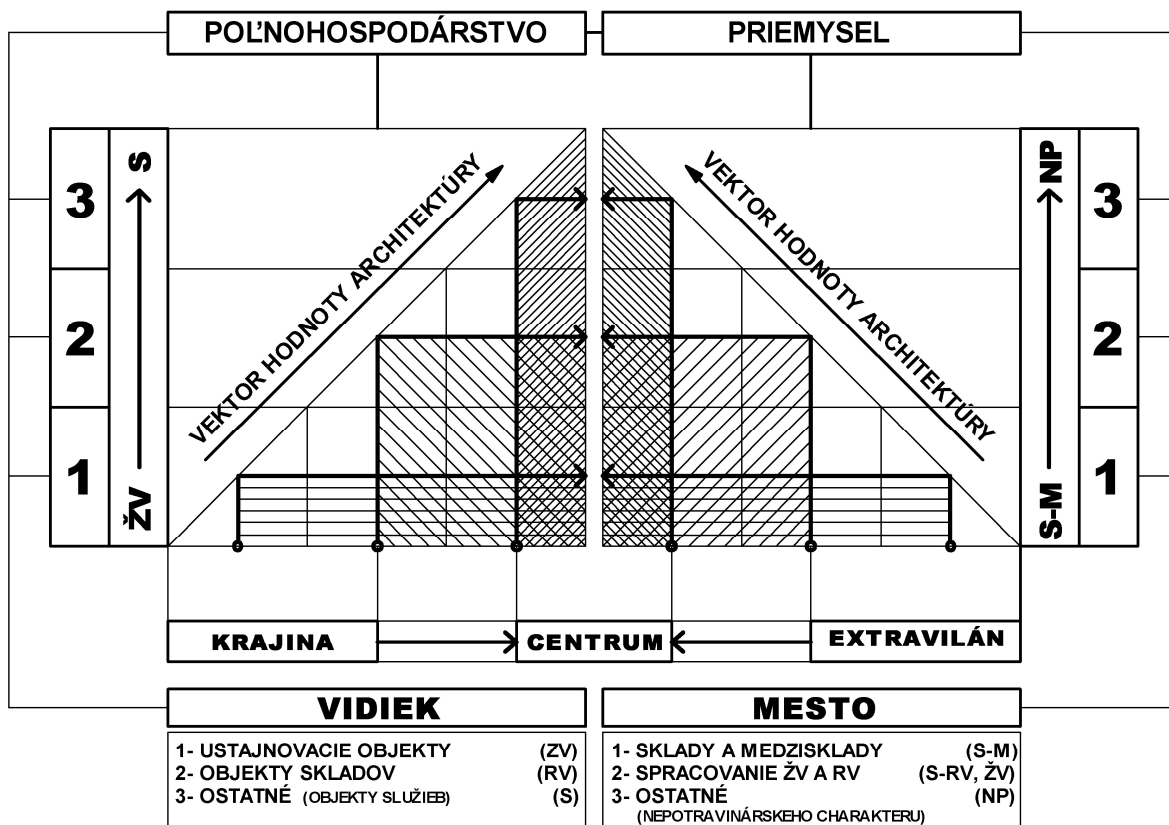 POĽNOHOSPODÁRSTVO
PRIEMYSEL
3
2
1
S
ŽV
VEKTOR HODNOTY ARCHITEKTÚRY
VEKTOR HODNOTY ARCHITEKTÚRY
NP
S-M
3
2
1
KRAJINA
CENTRUM
EXTRAVILÁN
VIDIEK
1- USTAJNOVACIE OBJEKTY (ZV)
2- OBJEKTY SKLADOV (RV)
3- OSTATNÉ (OBJEKTY SLUŽIEB) (S)
MESTO
1- SKLADY A MEDZISKLADY (S-M)
2- SPRACOVANIE ŽV A RV (S-RV, ŽV)
3- OSTATNÉ (NP)
(NEPOTRAVINÁRSKEHO CHARAKTERU)